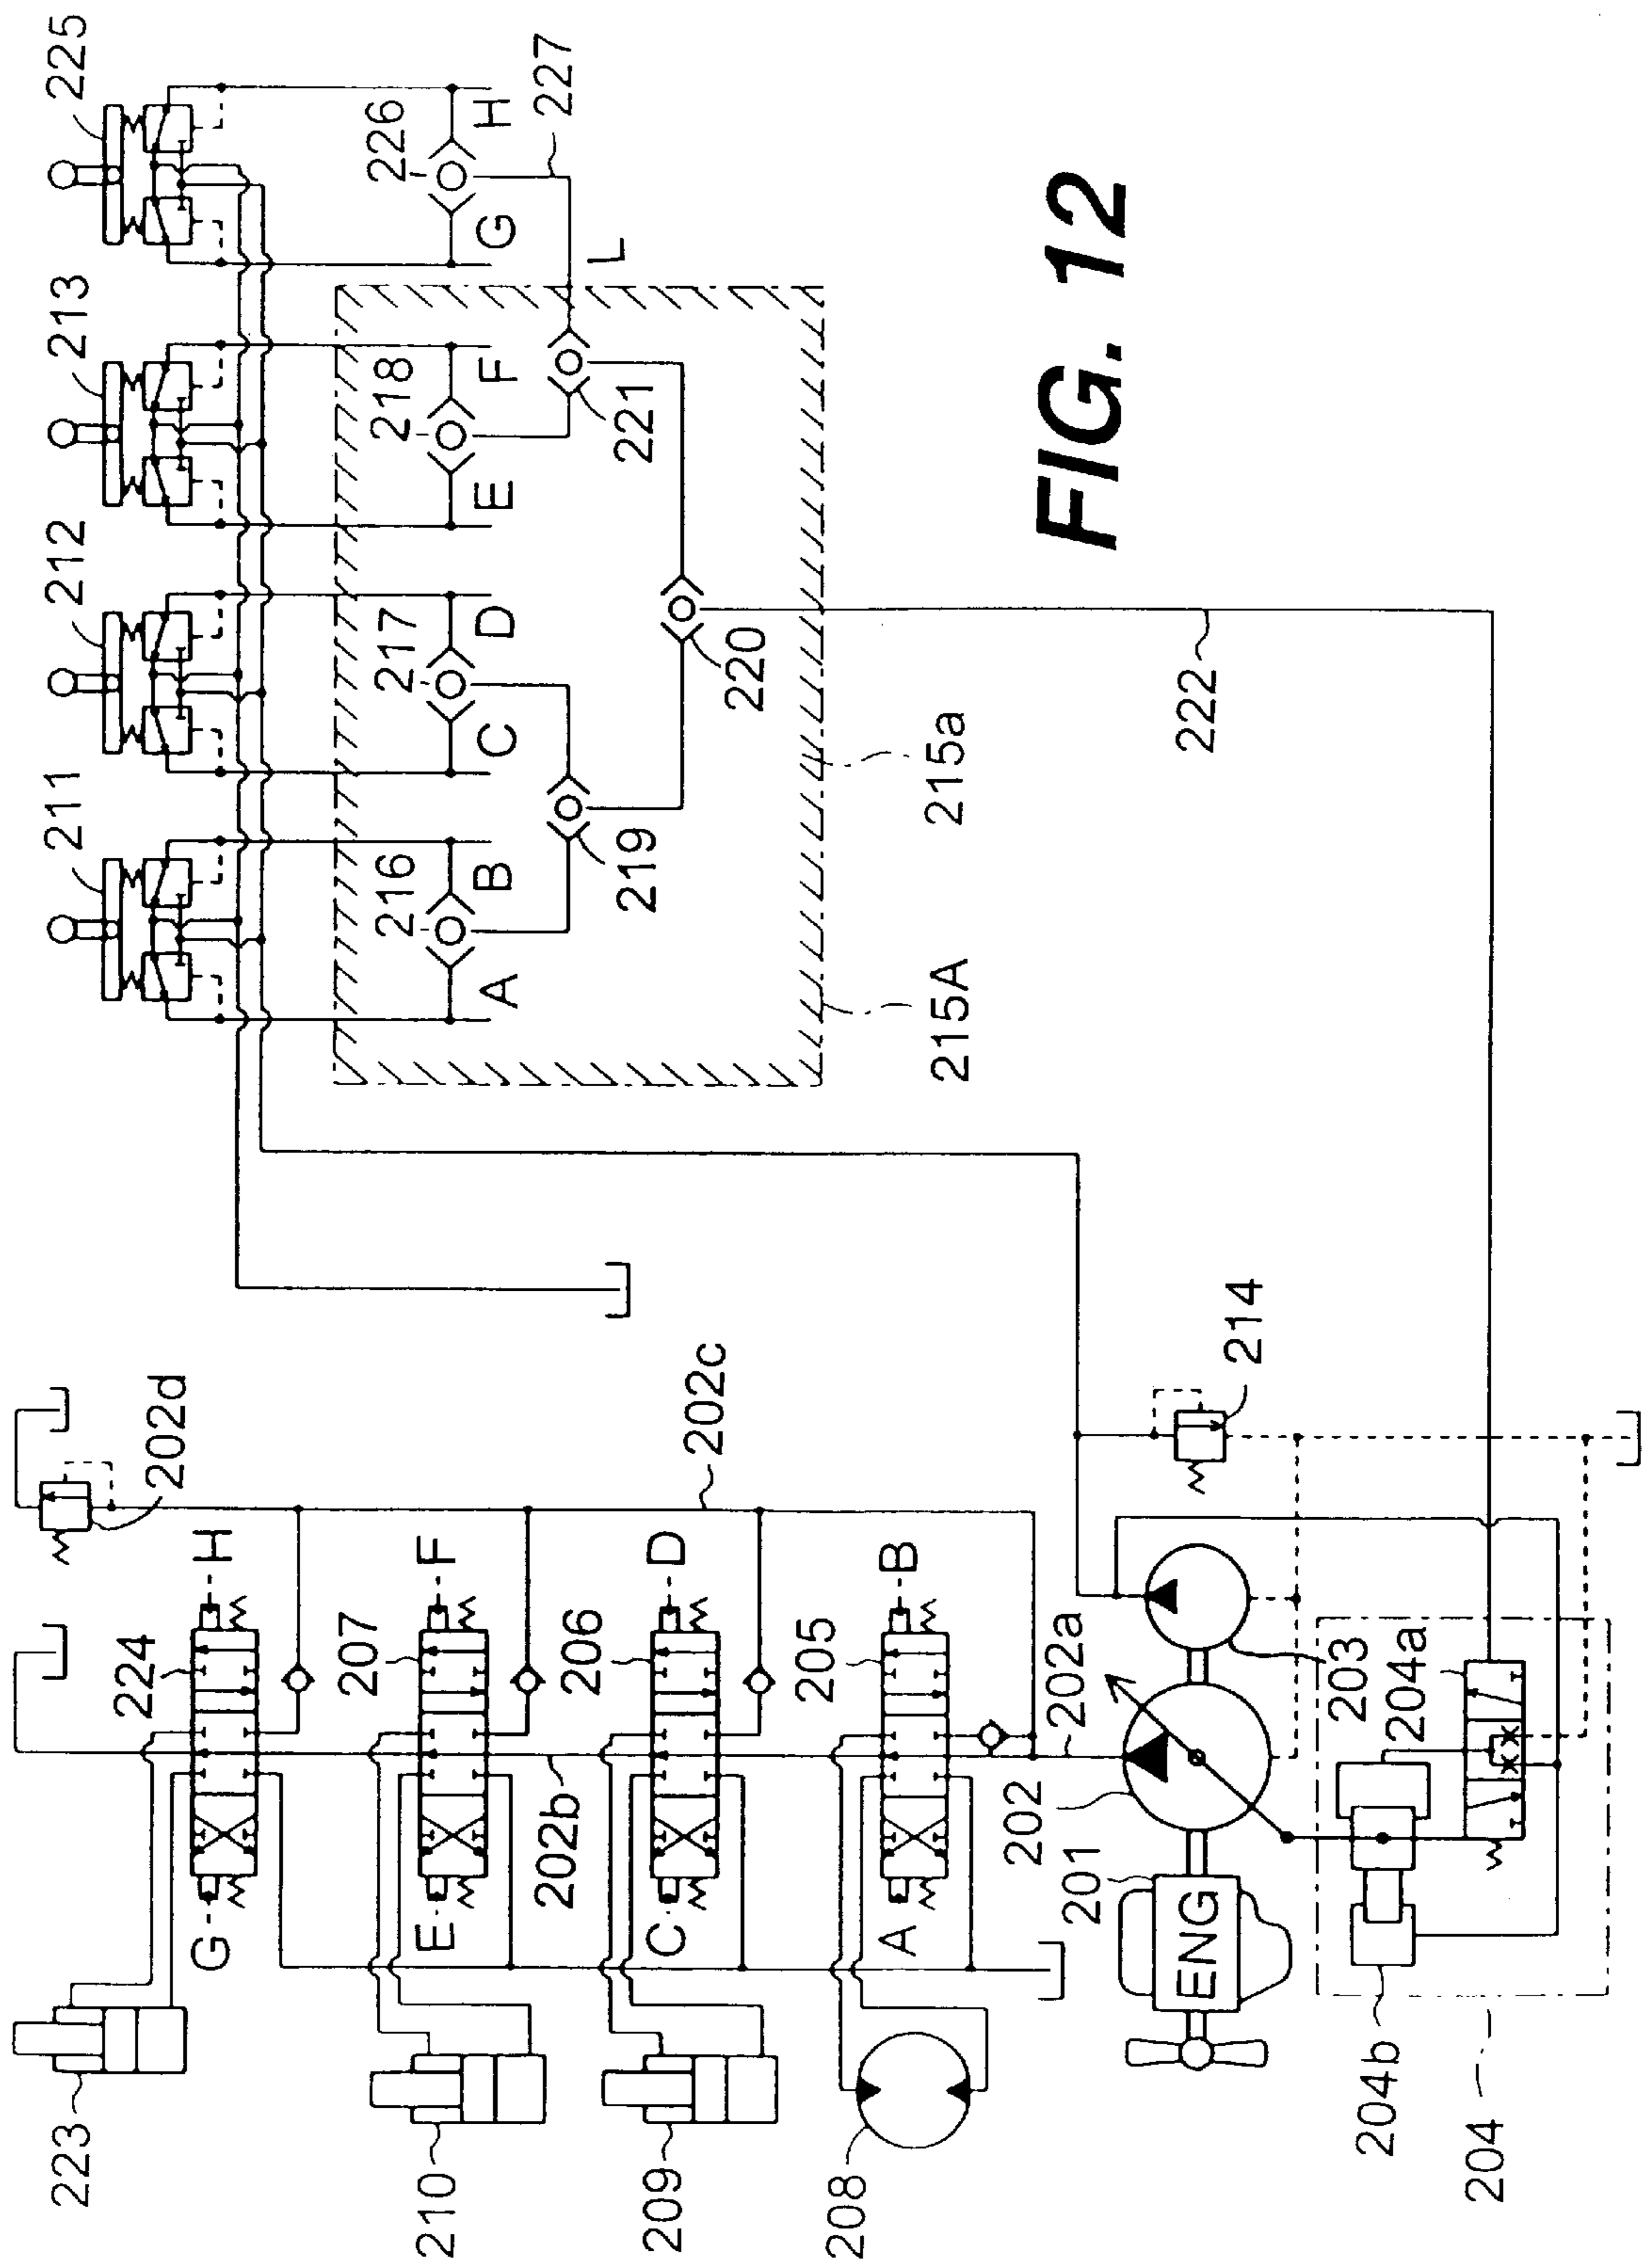 225
213
212
211
226
H
G
227
218
F
E
L
221
217
D
C
216
B
A
219
220
215a
215A
222
FIG. 12
202d
202c
214
H
224
G
F
207
E
202b
D
206
C
B
205
A
202a
202
201
ENG
203
204a
204b
204
223
210
209
208